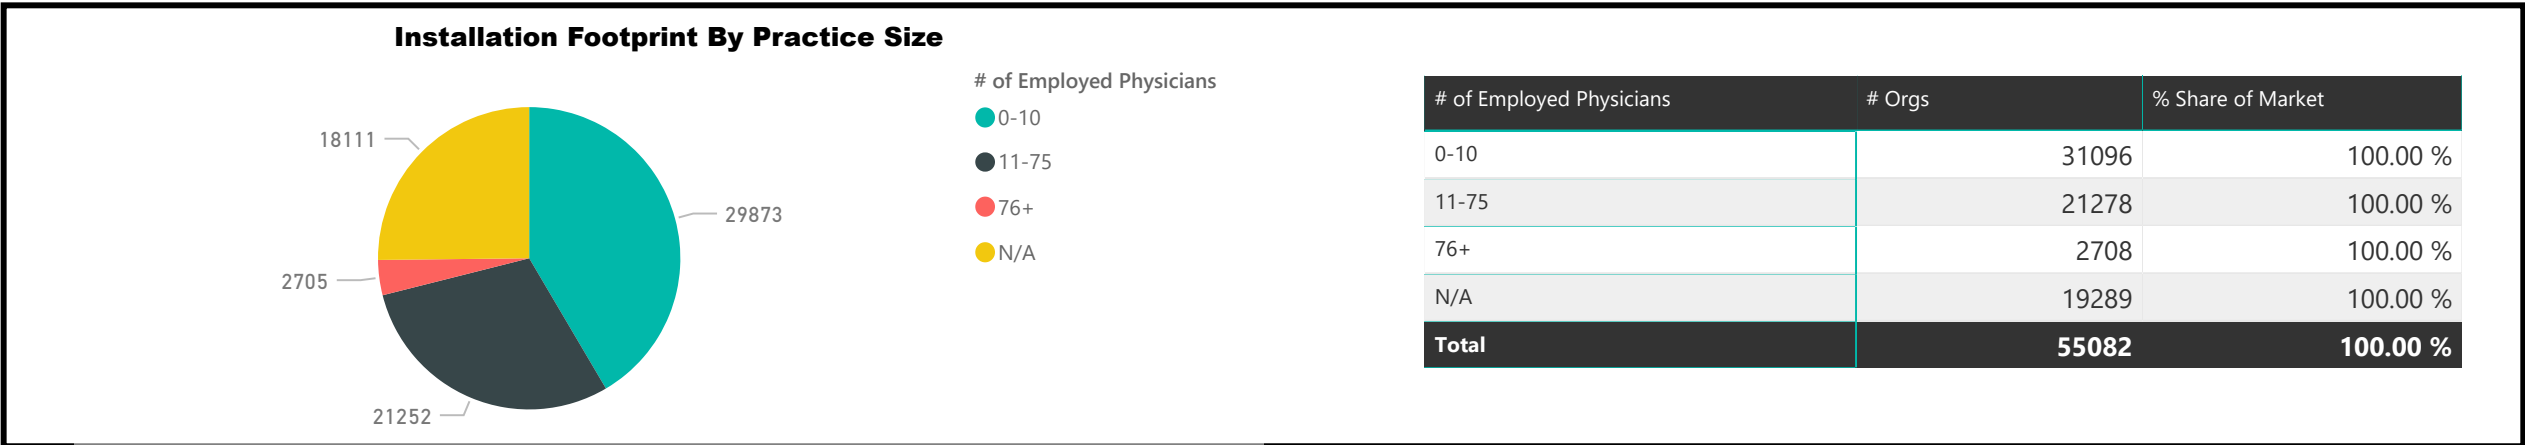 Installation Footprint By Practice Size
18111
29873
2705
21252
# of Employed Physicians
0-10
11-75
76+
N/A
# of Employed Physicians # Orgs % Share of Market
0-10 31096 100.00 %
11-75 21278 100.00 %
76+ 2708 100.00 %
N/A 19289 100.00 %
Total 55082 100.00 %